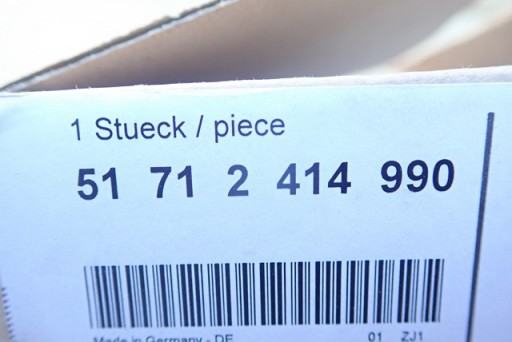 1 Stueck / piece
51 71 2 414 990
Made in Germany - DE 01 ZJ1